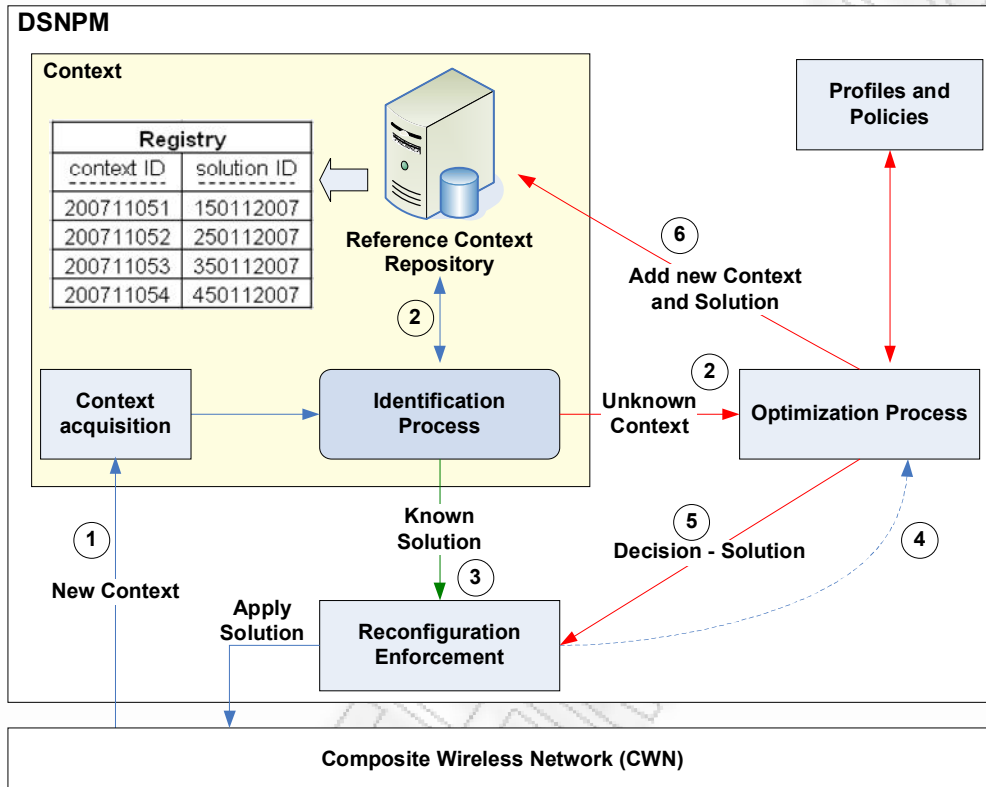 DSNPM
Context
Registry
context ID solution ID
200711051 150112007
200711052 250112007
200711053 350112007
200711054 450112007
Reference Context
Repository
Profiles and
Policies
6
Add new Context
and Solution
2
Context
acquisition
Identification
Process
2
Unknown
Context
Optimization Process
1
New Context
Known
Solution
3
5
Decision - Solution
4
Apply
Solution
Reconfiguration
Enforcement
Composite Wireless Network (CWN)